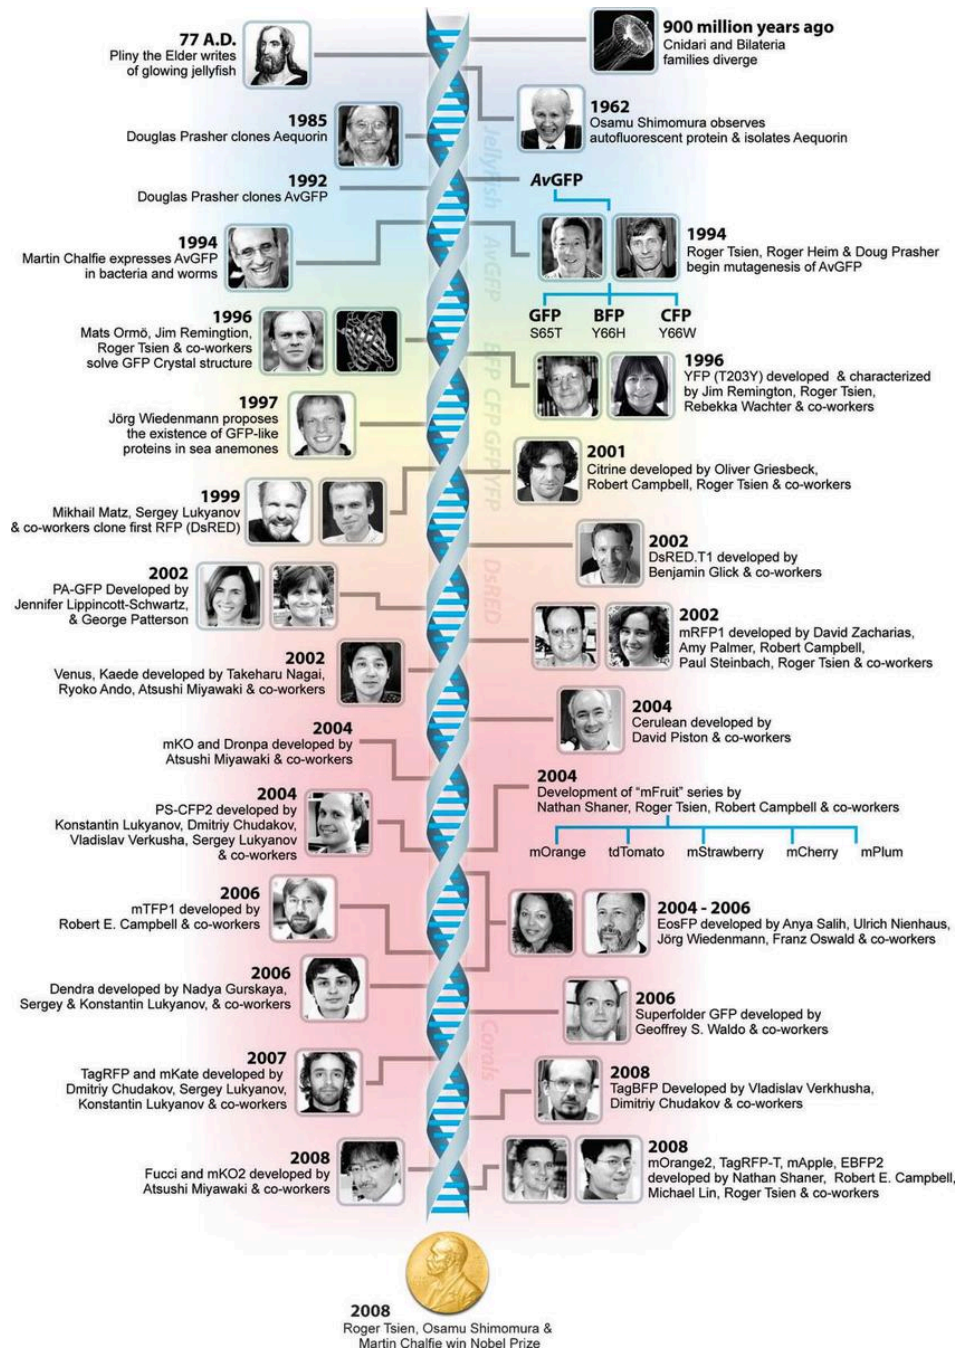 77 A.D.
Pliny the Elder writes
of glowing jellyfish
900 million years ago
Cnidari and Bilateria
families diverge
1962
Osamu Shimomura observes
autofluorescent protein & isolates Aequorin
1985
Douglas Prasher clones Aequorin
Jellyfish
1992
Douglas Prasher clones AvGFP
AvGFP
1994
Martin Chalfie expresses AvGFP
in bacteria and worms
AvGFP
1994
Roger Tsien, Roger Heim & Doug Prasher
begin mutagenesis of AvGFP
GFP BFP CFP
S65T Y66H Y66W
1996
Mats Ormö, Jim Remington,
Roger Tsien & co-workers
solve GFP Crystal structure
BFP CFP GFP YFP
1996
YFP (T203Y) developed & characterized
by Jim Remington, Roger Tsien,
Rebekka Wachter & co-workers
1997
Jörg Wiedenmann proposes
the existence of GFP-like
proteins in sea anemones
2001
Citrine developed by Oliver Griesbeck,
Robert Campbell, Roger Tsien & co-workers
1999
Mikhail Matz, Sergey Lukyanov
& co-workers clone first RFP (DsRED)
DsRED
2002
DsRED.T1 developed by
Benjamin Glick & co-workers
2002
PA-GFP Developed by
Jennifer Lippincott-Schwartz,
& George Patterson
2002
mRFP1 developed by David Zacharias,
Amy Palmer, Robert Campbell,
Paul Steinbach, Roger Tsien & co-workers
2002
Venus, Kaede developed by Takeharu Nagai,
Ryoko Ando, Atsushi Miyawaki & co-workers
2004
Cerulean developed by
David Piston & co-workers
2004
mKO and Dronpa developed by
Atsushi Miyawaki & co-workers
2004
Development of “mFruit” series by
Nathan Shaner, Roger Tsien, Robert Campbell & co-workers
mOrange tdTomato mStrawberry mCherry mPlum
2004
PS-CFP2 developed by
Konstantin Lukyanov, Dmitriy Chudakov,
Vladislav Verkusha, Sergey Lukyanov
& co-workers
2006
mTFP1 developed by
Robert E. Campbell & co-workers
2004 - 2006
EosFP developed by Anya Salih, Ulrich Nienhaus,
Jörg Wiedenmann, Franz Oswald & co-workers
2006
Dendra developed by Nadya Gurskaya,
Sergey & Konstantin Lukyanov, & co-workers
2006
Superfolder GFP developed by
Geoffrey S. Waldo & co-workers
Corals
2007
TagRFP and mKate developed by
Dmitriy Chudakov, Sergey Lukyanov,
Konstantin Lukyanov & co-workers
2008
TagBFP Developed by Vladislav Verkhusha,
Dimitriy Chudakov & co-workers
2008
Fucci and mKO2 developed by
Atsushi Miyawaki & co-workers
2008
mOrange2, TagRFP-T, mApple, EBFP2
developed by Nathan Shaner, Robert E. Campbell,
Michael Lin, Roger Tsien & co-workers
2008
Roger Tsien, Osamu Shimomura &
Martin Chalfie win Nobel Prize